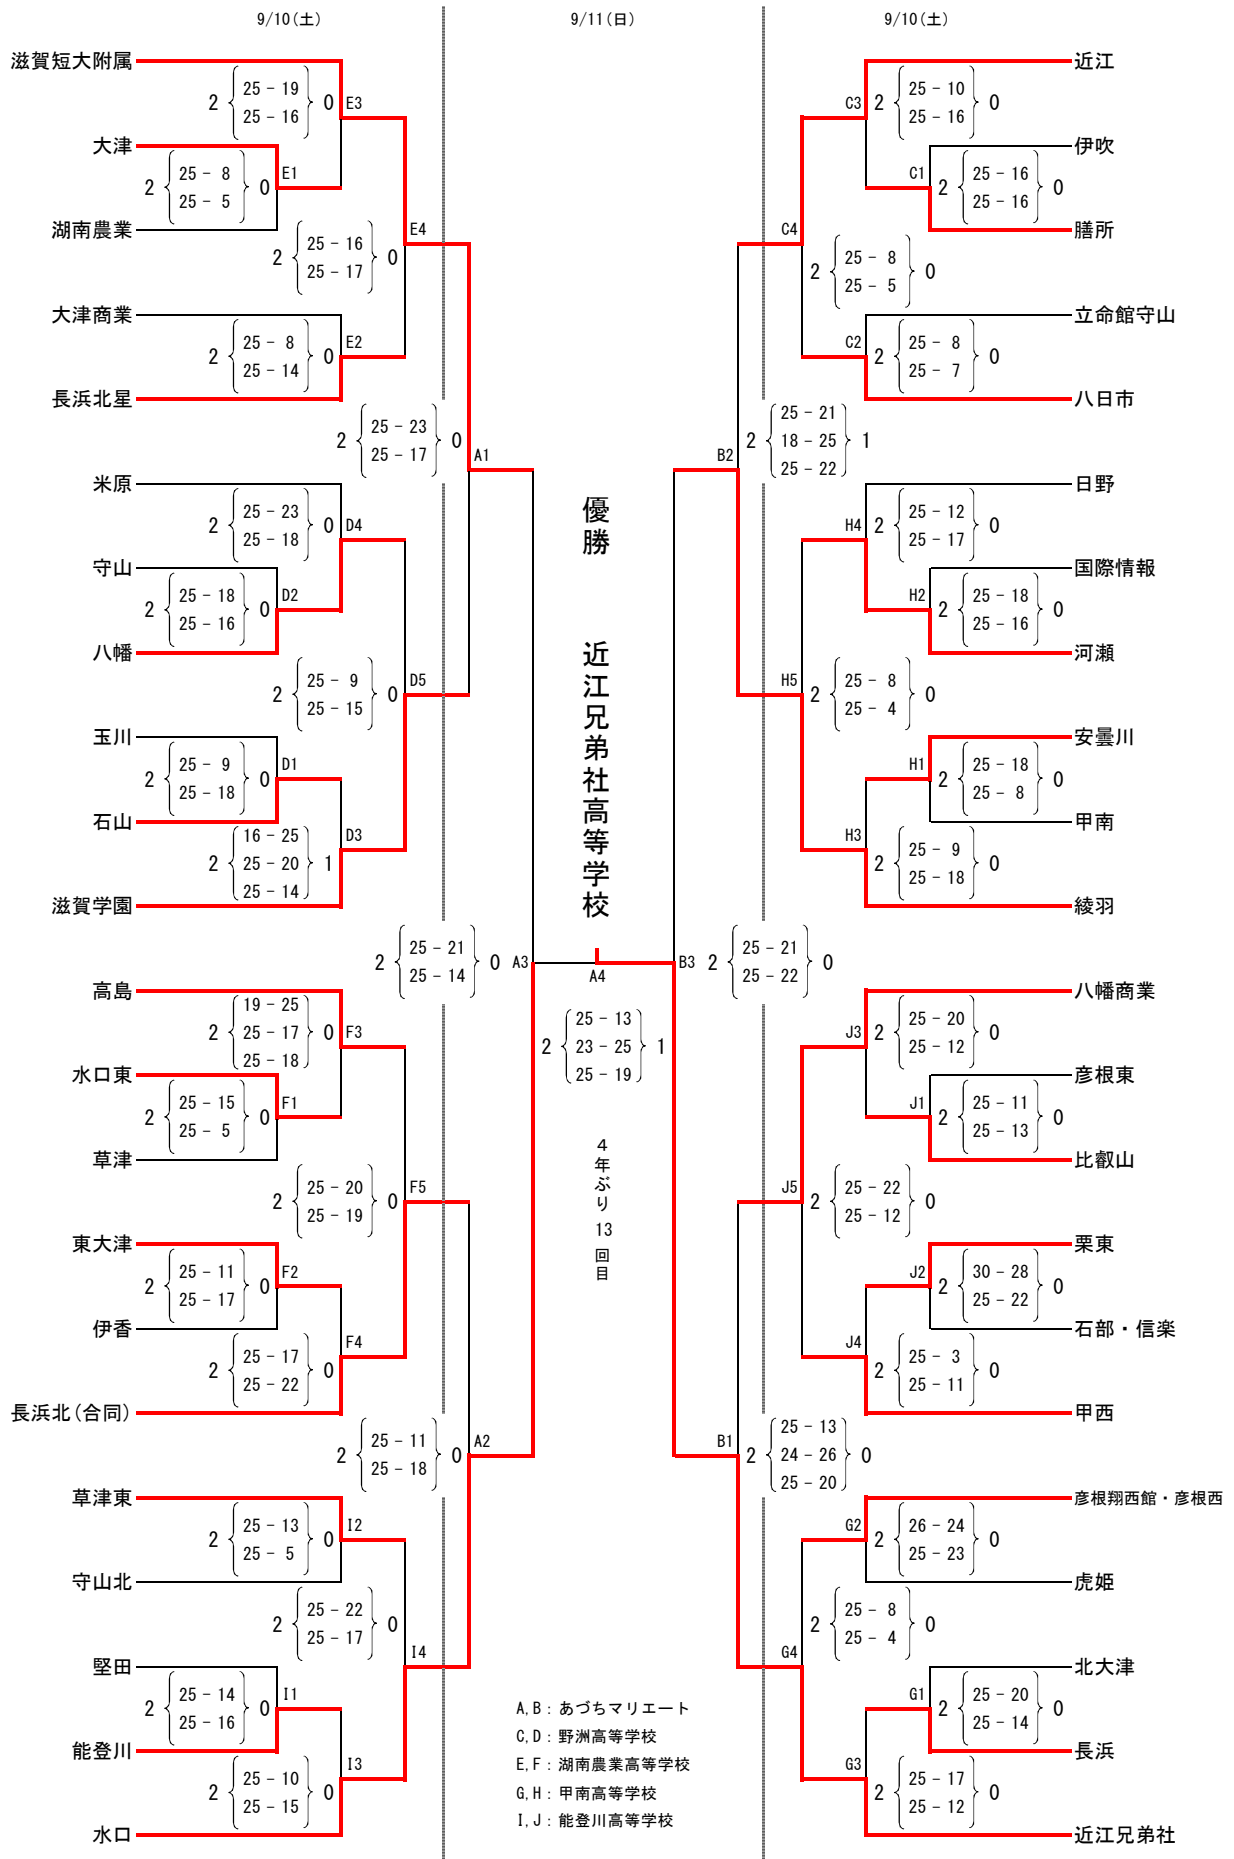 9/10(土)
9/11(日)
9/10(土)
滋賀短大附属
2 25 - 19 0 E3
25 - 16
大津
2 25 - 8 0 E1
25 - 5
湖南農業
2 25 - 16 0 E4
25 - 17
大津商業
2 25 - 8 0 E2
25 - 14
長浜北星
2 25 - 23 0 A1
25 - 17
米原
2 25 - 23 0 D4
25 - 18
守山
2 25 - 18 0 D2
25 - 16
八幡
2 25 - 9 0 D5
25 - 15
玉川
2 25 - 9 0 D1
25 - 18
石山
2 16 - 25 1 D3
25 - 20
25 - 14
滋賀学園
2 25 - 21 0 A3
25 - 14
高島
2 19 - 25 0 F3
25 - 17
25 - 18
水口東
2 25 - 15 0 F1
25 - 5
草津
2 25 - 20 0 F5
25 - 19
東大津
2 25 - 11 0 F2
25 - 17
伊香
2 25 - 17 0 F4
25 - 22
長浜北(合同)
2 25 - 11 0 A2
25 - 18
草津東
2 25 - 13 0 I2
25 - 5
守山北
2 25 - 22 0 I4
25 - 17
堅田
2 25 - 14 0 I1
25 - 16
能登川
2 25 - 10 0 I3
25 - 15
水口
優勝 近江兄弟社高等学校
A4
2 25 - 13 1
23 - 25
25 - 19
4年ぶり13回目
A,B：あづちマリエート
C,D：野洲高等学校
E,F：湖南農業高等学校
G,H：甲南高等学校
I,J：能登川高等学校
近江
C3 2 25 - 10 0
25 - 16
伊吹
C1 2 25 - 16 0
25 - 16
膳所
C4 2 25 - 8 0
25 - 5
立命館守山
C2 2 25 - 8 0
25 - 7
八日市
B2 2 25 - 21 1
18 - 25
25 - 22
日野
H4 2 25 - 12 0
25 - 17
国際情報
H2 2 25 - 18 0
25 - 16
河瀬
H5 2 25 - 8 0
25 - 4
安曇川
H1 2 25 - 18 0
25 - 8
甲南
H3 2 25 - 9 0
25 - 18
綾羽
B3 2 25 - 21 0
25 - 22
八幡商業
J3 2 25 - 20 0
25 - 12
彦根東
J1 2 25 - 11 0
25 - 13
比叡山
J5 2 25 - 22 0
25 - 12
栗東
J2 2 30 - 28 0
25 - 22
石部・信楽
J4 2 25 - 3 0
25 - 11
甲西
B1 2 25 - 13 0
24 - 26
25 - 20
彦根翔西館・彦根西
G2 2 26 - 24 0
25 - 23
虎姫
G4 2 25 - 8 0
25 - 4
北大津
G1 2 25 - 20 0
25 - 14
長浜
G3 2 25 - 17 0
25 - 12
近江兄弟社